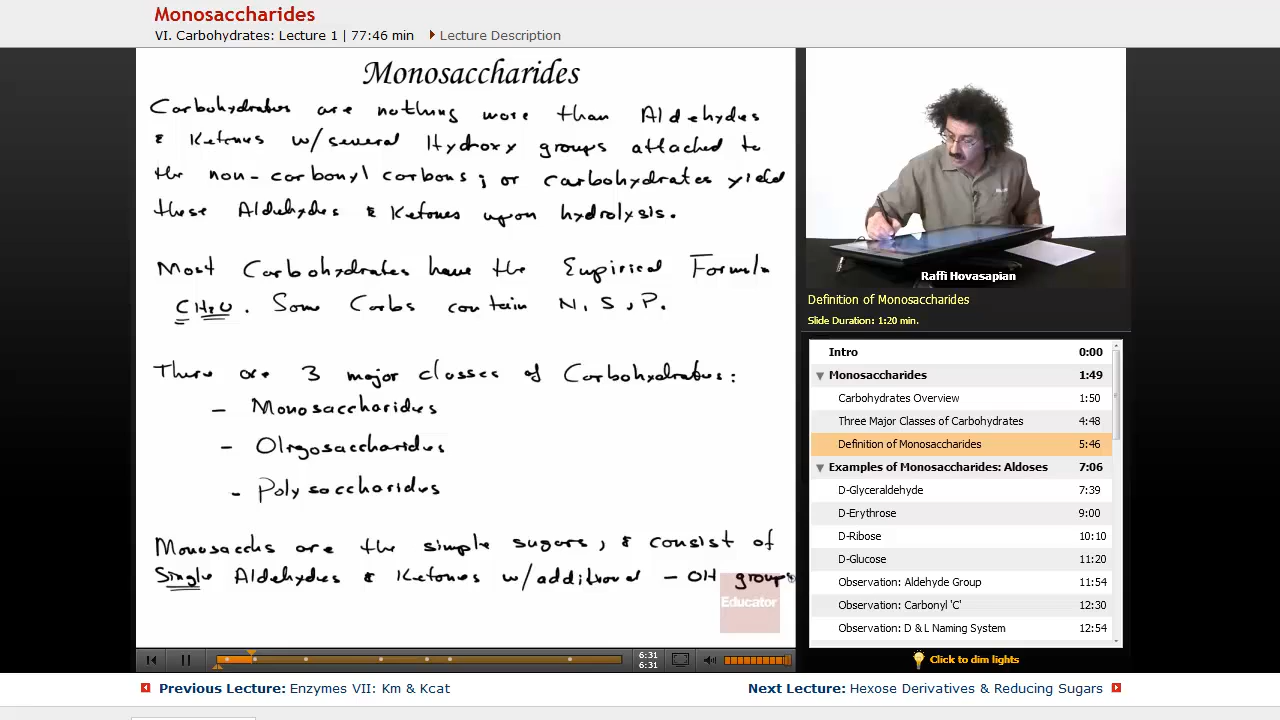 Monosaccharides
VI. Carbohydrates: Lecture 1 | 77:46 min
Lecture Description
Monosaccharides
Carbohydrates are nothing more than Aldehydes
& Ketones w/several Hydroxy groups attached to
the non-carbonyl carbons; or carbohydrates yield
these Aldehydes & Ketones upon hydrolysis.
Most Carbohydrates have the Empirical Formula
CH2O. Some Carbs contain N, S, P.
There are 3 major classes of Carbohydrates:
- Monosaccharides
- Oligosaccharides
- Polysaccharides
Monosacchs are the simple sugars, & consist of
Single Aldehydes & Ketones w/additional -OH groups
Educator
Raffi Hovasapian
Definition of Monosaccharides
Slide Duration: 1:20 min.
Intro 0:00
Monosaccharides 1:49
Carbohydrates Overview 1:50
Three Major Classes of Carbohydrates 4:48
Definition of Monosaccharides 5:46
Examples of Monosaccharides: Aldoses 7:06
D-Glyceraldehyde 7:39
D-Erythrose 9:00
D-Ribose 10:10
D-Glucose 11:20
Observation: Aldehyde Group 11:54
Observation: Carbonyl 'C' 12:30
Observation: D & L Naming System 12:54
6:31
6:31
Click to dim lights
Previous Lecture: Enzymes VII: Km & Kcat
Next Lecture: Hexose Derivatives & Reducing Sugars